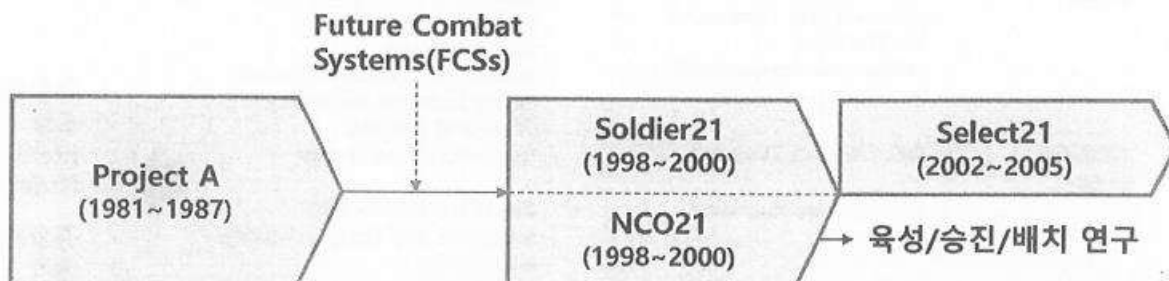 Future Combat
Systems(FCSs)
Project A
(1981~1987)
Soldier21
(1998~2000)
NCO21
(1998~2000)
Select21
(2002~2005)
육성/승진/배치 연구